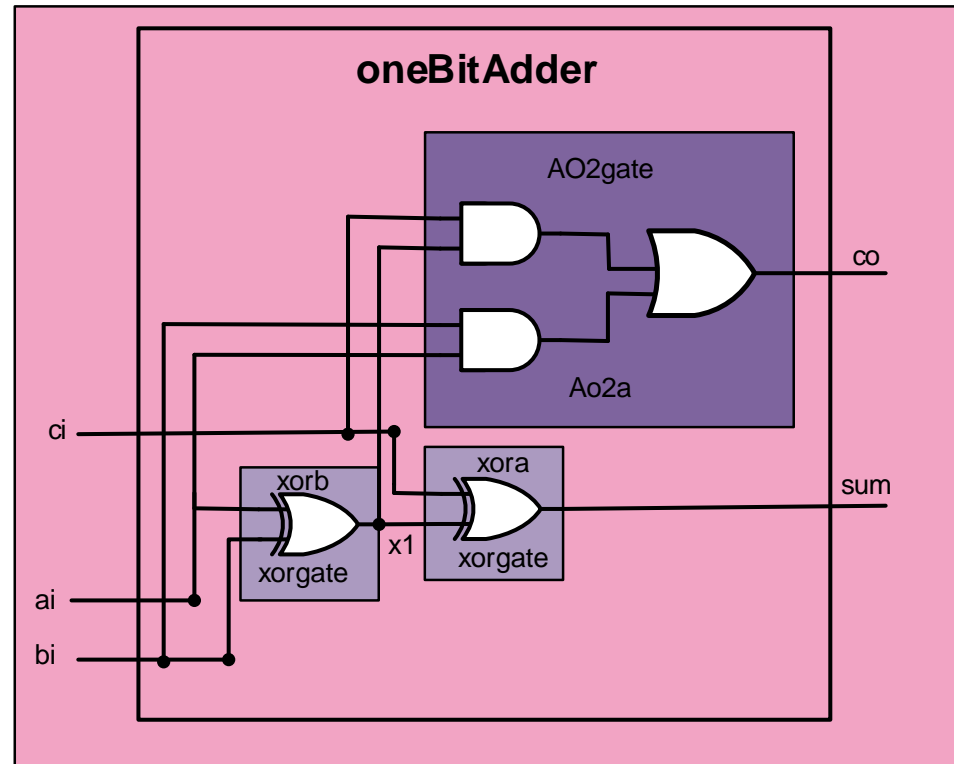 oneBitAdder
AO2gate
co
Ao2a
ci
xora
xorb
sum
x1
xorgate
xorgate
ai
bi